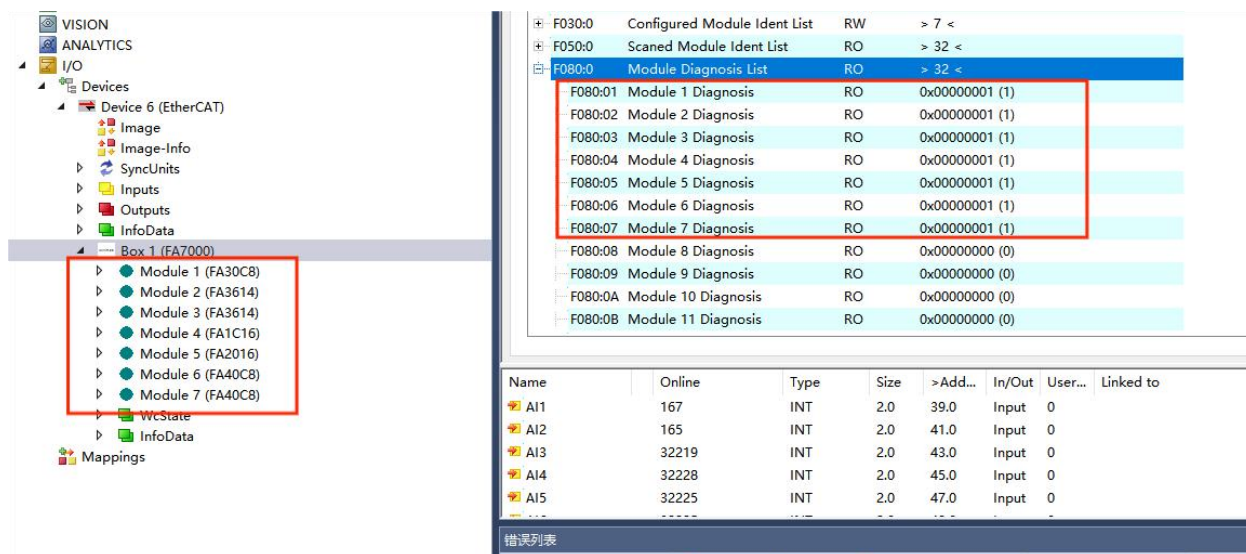 VISION
ANALYTICS
I/O
Devices
Device 6 (EtherCAT)
Image
Image-Info
SyncUnits
Inputs
Outputs
InfoData
Box 1 (FA7000)
Module 1 (FA30C8)
Module 2 (FA3614)
Module 3 (FA3614)
Module 4 (FA1C16)
Module 5 (FA2016)
Module 6 (FA40C8)
Module 7 (FA40C8)
WcState
InfoData
Mappings
F030:0 Configured Module Ident List RW > 7 <
F050:0 Scaned Module Ident List RO > 32 <
F080:0 Module Diagnosis List RO > 32 <
F080:01 Module 1 Diagnosis RO 0x00000001 (1)
F080:02 Module 2 Diagnosis RO 0x00000001 (1)
F080:03 Module 3 Diagnosis RO 0x00000001 (1)
F080:04 Module 4 Diagnosis RO 0x00000001 (1)
F080:05 Module 5 Diagnosis RO 0x00000001 (1)
F080:06 Module 6 Diagnosis RO 0x00000001 (1)
F080:07 Module 7 Diagnosis RO 0x00000001 (1)
F080:08 Module 8 Diagnosis RO 0x00000000 (0)
F080:09 Module 9 Diagnosis RO 0x00000000 (0)
F080:0A Module 10 Diagnosis RO 0x00000000 (0)
F080:0B Module 11 Diagnosis RO 0x00000000 (0)
Name Online Type Size >Add... In/Out User... Linked to
AI1 167 INT 2.0 39.0 Input 0
AI2 165 INT 2.0 41.0 Input 0
AI3 32219 INT 2.0 43.0 Input 0
AI4 32228 INT 2.0 45.0 Input 0
AI5 32225 INT 2.0 47.0 Input 0
错误列表